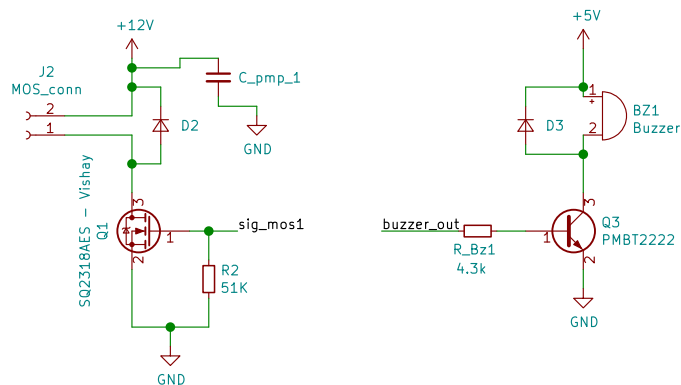 +12V
J2
MOS_conn
2
1
C_pmp_1
GND
D2
3
SQ2318AES - Vishay
Q1
1
sig_mos1
2
R2
51K
GND
+5V
1
+
BZ1
2
Buzzer
D3
3
Q3
PMBT2222
buzzer_out
1
R_Bz1
4.3k
2
GND